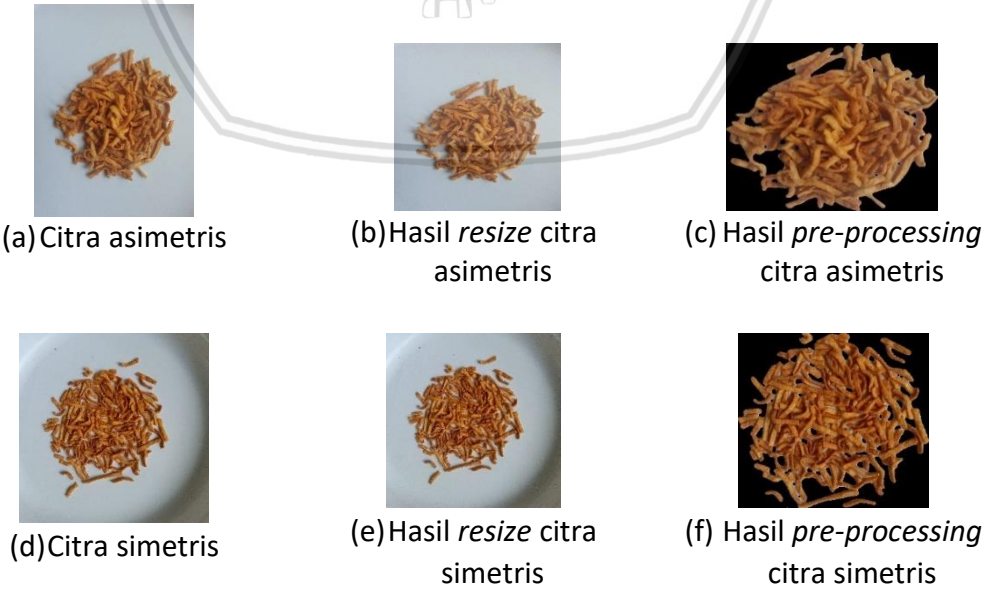 (a) Citra asimetris
(b) Hasil resize citra
asimetris
(c) Hasil pre-processing
citra asimetris
(d) Citra simetris
(e) Hasil resize citra
simetris
(f) Hasil pre-processing
citra simetris